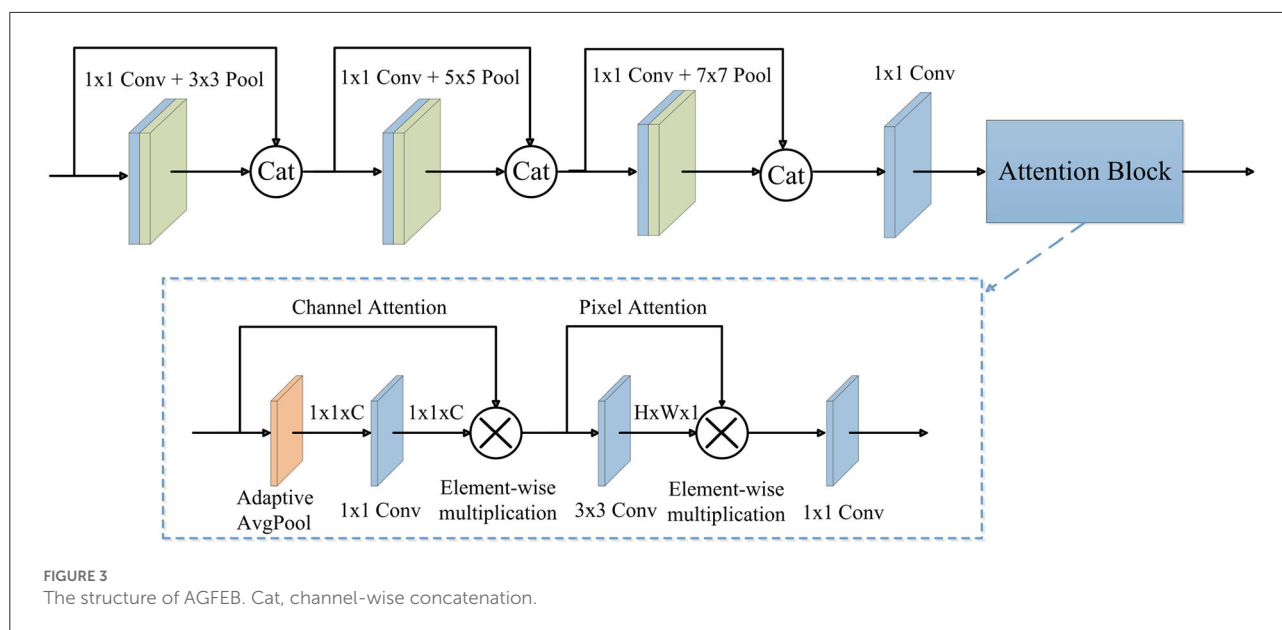 1x1 Conv + 3x3 Pool
1x1 Conv + 5x5 Pool
1x1 Conv + 7x7 Pool
1x1 Conv
Cat
Cat
Cat
Attention Block
Channel Attention
Pixel Attention
1x1xC
1x1xC
HxWx1
Adaptive
AvgPool
1x1 Conv
Element-wise
multiplication
3x3 Conv
Element-wise
multiplication
1x1 Conv
FIGURE 3
The structure of AGFEB. Cat, channel-wise concatenation.